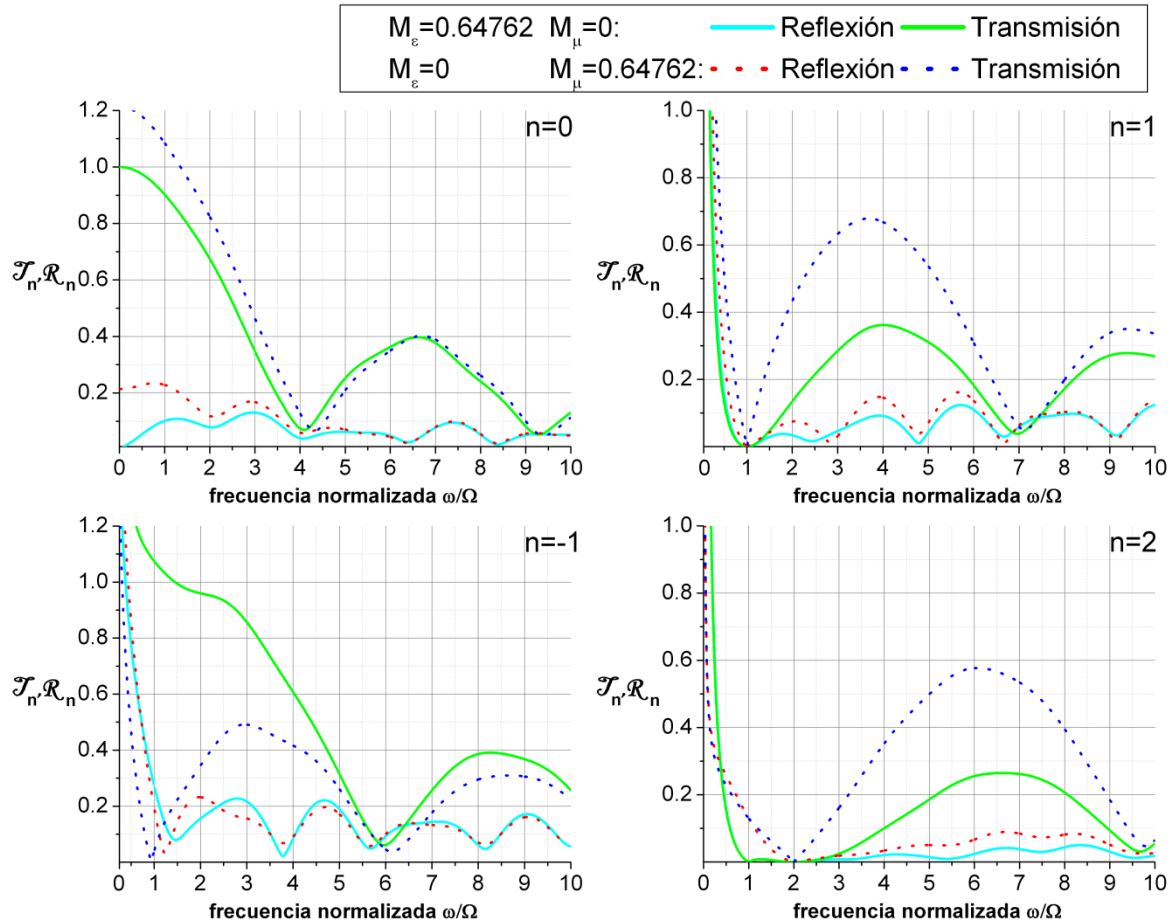 Mε=0.64762 Mμ=0: Reflexión Transmisión
Mε=0 Mμ=0.64762: Reflexión Transmisión
n=0
1.2
1.0
0.8
0.6
0.4
0.2
𝒯n,ℛn
0 1 2 3 4 5 6 7 8 9 10
frecuencia normalizada ω/Ω
n=1
1.0
0.8
0.6
0.4
0.2
0.0
𝒯n,ℛn
0 1 2 3 4 5 6 7 8 9 10
frecuencia normalizada ω/Ω
n=-1
1.2
1.0
0.8
0.6
0.4
0.2
𝒯n,ℛn
0 1 2 3 4 5 6 7 8 9 10
frecuencia normalizada ω/Ω
n=2
1.0
0.8
0.6
0.4
0.2
𝒯n,ℛn
0 1 2 3 4 5 6 7 8 9 10
frecuencia normalizada ω/Ω